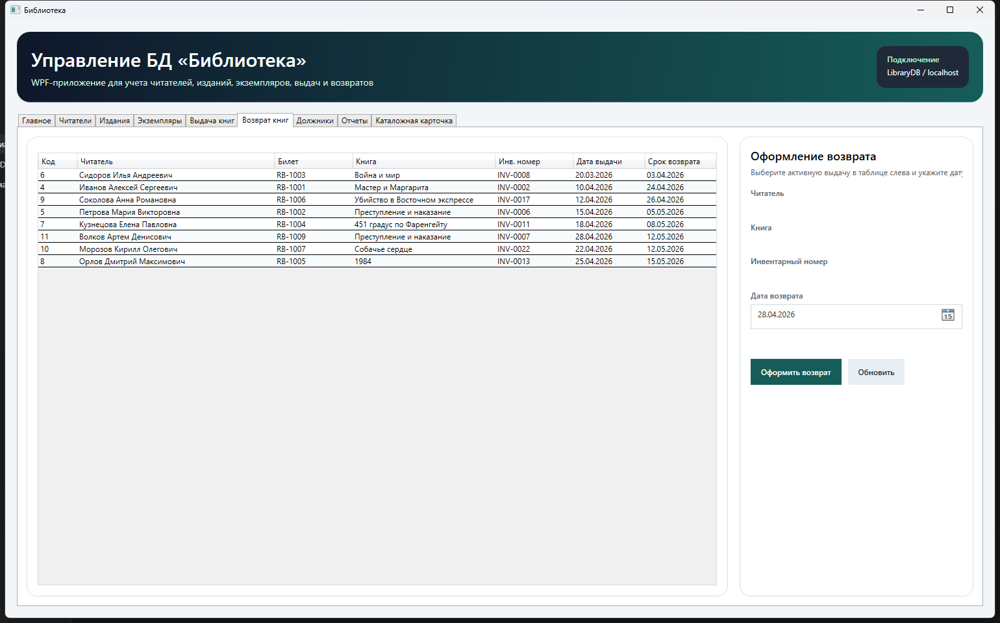 Библиотека
Управление БД «Библиотека»
WPF-приложение для учета читателей, изданий, экземпляров, выдач и возвратов
Подключение
LibraryDB / localhost
Главное Читатели Издания Экземпляры Выдача книг Возврат книг Должники Отчеты Каталожная карточка
Код Читатель Билет Книга Инв. номер Дата выдачи Срок возврата
6 Сидоров Илья Андреевич RB-1003 Война и мир INV-0008 20.03.2026 03.04.2026
4 Иванов Алексей Сергеевич RB-1001 Мастер и Маргарита INV-0002 10.04.2026 24.04.2026
9 Соколова Анна Романовна RB-1006 Убийство в Восточном экспрессе INV-0017 12.04.2026 26.04.2026
5 Петрова Мария Викторовна RB-1002 Преступление и наказание INV-0006 15.04.2026 05.05.2026
7 Кузнецова Елена Павловна RB-1004 451 градус по Фаренгейту INV-0011 18.04.2026 08.05.2026
11 Волков Артем Денисович RB-1009 Преступление и наказание INV-0007 28.04.2026 12.05.2026
10 Морозов Кирилл Олегович RB-1007 Собачье сердце INV-0022 22.04.2026 12.05.2026
8 Орлов Дмитрий Максимович RB-1005 1984 INV-0013 25.04.2026 15.05.2026
Оформление возврата
Выберите активную выдачу в таблице слева и укажите
Читатель
Книга
Инвентарный номер
Дата возврата
28.04.2026
15
Оформить возврат
Обновить